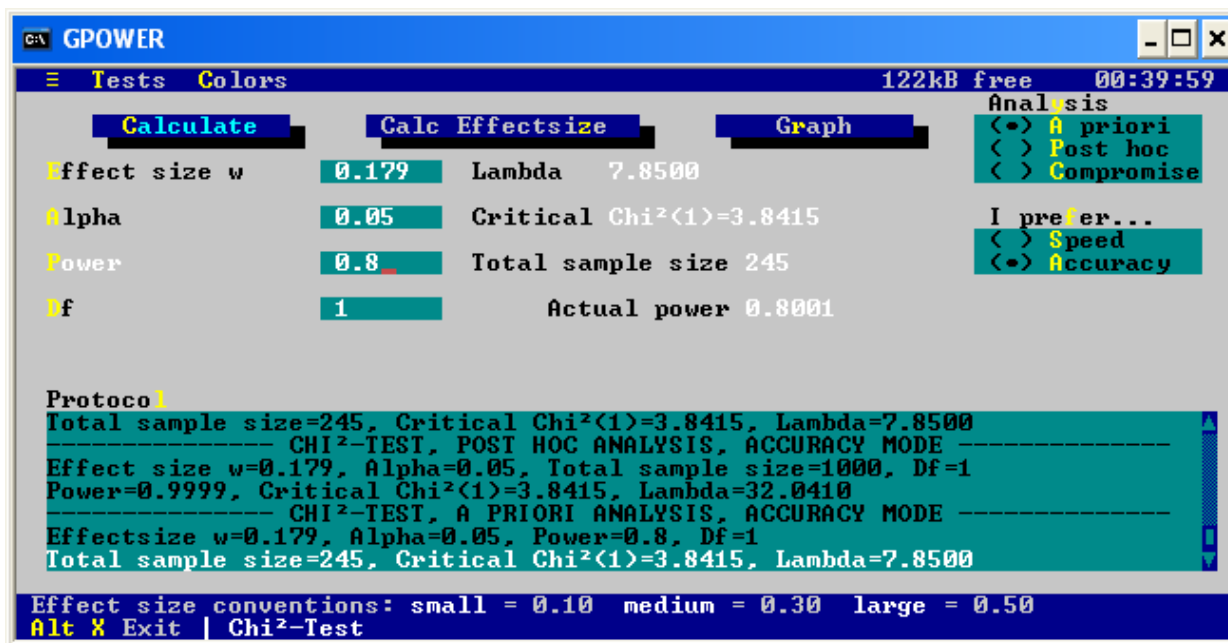 GPOWER
≡ Tests Colors 122kB free 00:39:59
Analysis
Calculate Calc Effectsize Graph (•) A priori
( ) Post hoc
Effect size w 0.179 Lambda 7.8500 ( ) Compromise
Alpha 0.05 Critical Chi²(1)=3.8415 I prefer...
( ) Speed
Power 0.8 Total sample size 245 (•) Accuracy
Df 1 Actual power 0.8001
Protocol
Total sample size=245, Critical Chi²(1)=3.8415, Lambda=7.8500
--------------- CHI²-TEST, POST HOC ANALYSIS, ACCURACY MODE --------------
Effect size w=0.179, Alpha=0.05, Total sample size=1000, Df=1
Power=0.9999, Critical Chi²(1)=3.8415, Lambda=32.0410
--------------- CHI²-TEST, A PRIORI ANALYSIS, ACCURACY MODE --------------
Effectsize w=0.179, Alpha=0.05, Power=0.8, Df=1
Total sample size=245, Critical Chi²(1)=3.8415, Lambda=7.8500
Effect size conventions: small = 0.10 medium = 0.30 large = 0.50
Alt X Exit | Chi²-Test